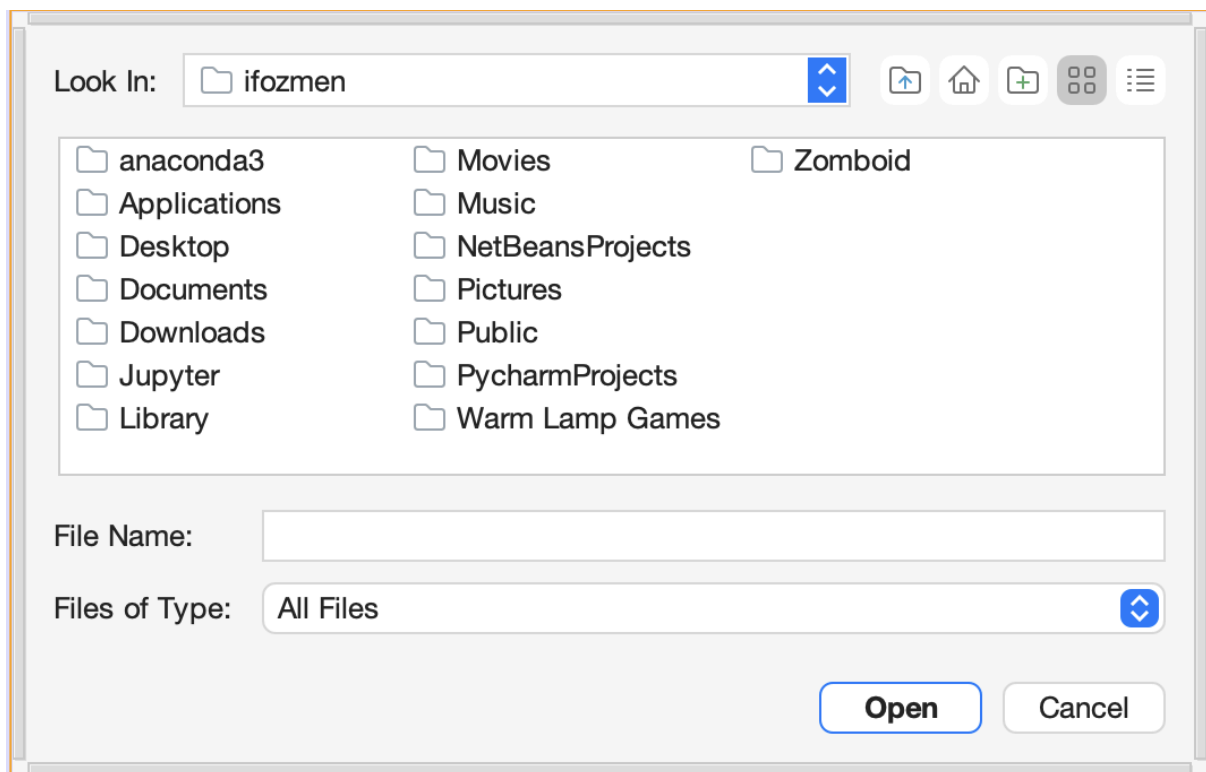 Look In: ifozmen
anaconda3
Applications
Desktop
Documents
Downloads
Jupyter
Library
Movies
Music
NetBeansProjects
Pictures
Public
PycharmProjects
Warm Lamp Games
Zomboid
File Name:
Files of Type: All Files
Open Cancel